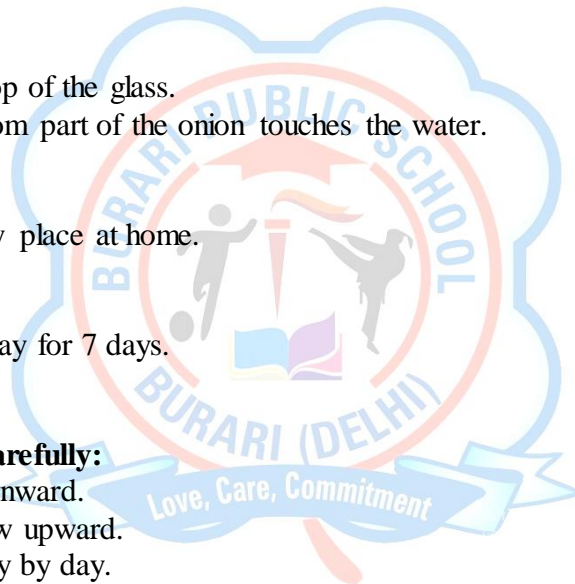 op of the glass.
om part of the onion touches the water.
y place at home.
ay for 7 days.
arefully:
nward.
w upward.
y by day.
BURARI PUBLIC SCHOOL
BURARI (DELHI)
Love, Care, Commitment